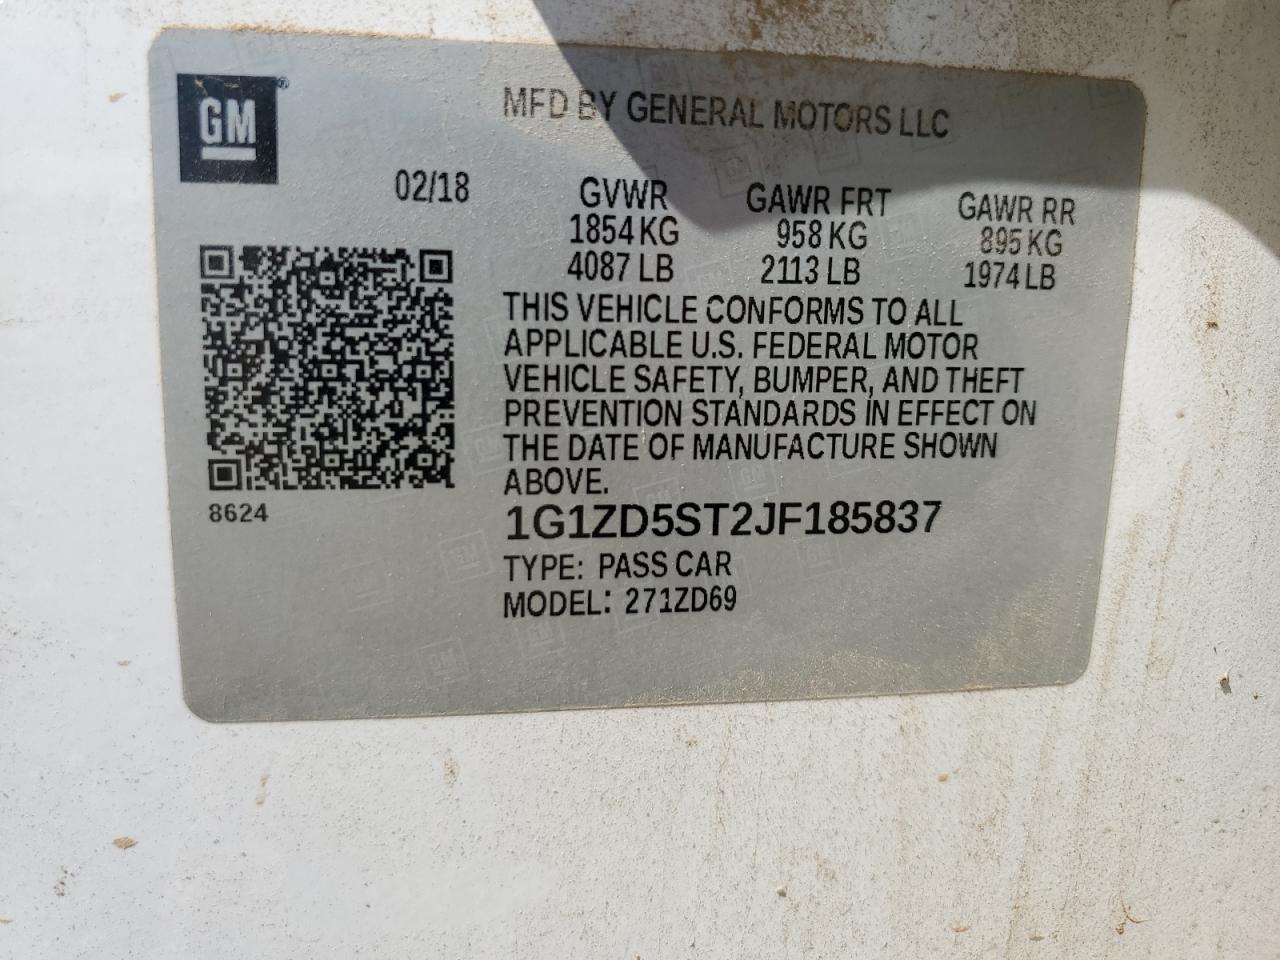 GM
MFD BY GENERAL MOTORS LLC
02/18
GVWR
1854 KG
4087 LB
GAWR FRT
958 KG
2113 LB
GAWR RR
895 KG
1974 LB
THIS VEHICLE CONFORMS TO ALL
APPLICABLE U.S. FEDERAL MOTOR
VEHICLE SAFETY, BUMPER, AND THEFT
PREVENTION STANDARDS IN EFFECT ON
THE DATE OF MANUFACTURE SHOWN
ABOVE.
8624
1G1ZD5ST2JF185837
TYPE: PASS CAR
MODEL: 271ZD69